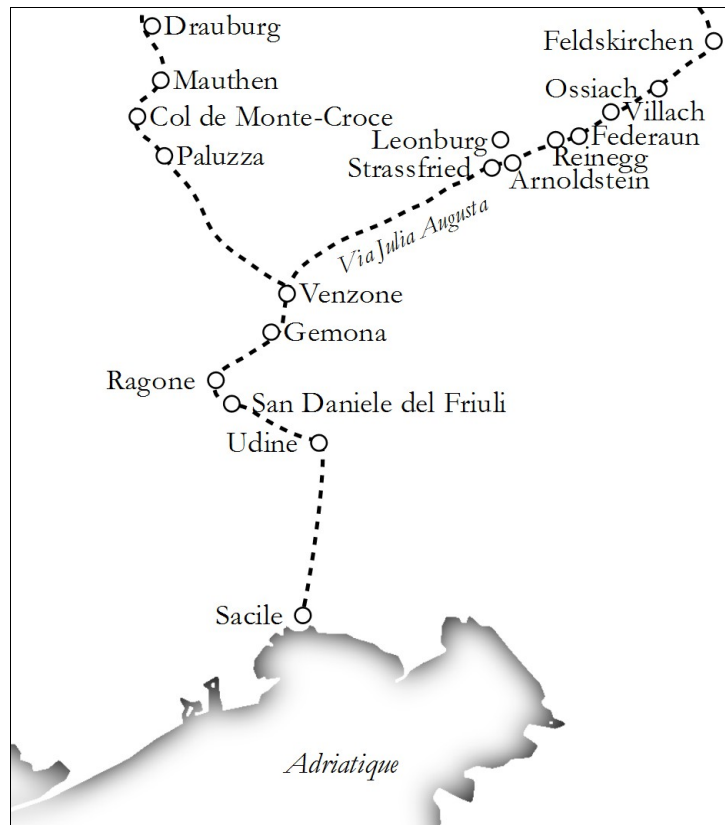 Drauburg
Feldskirchen
Mauthen
Ossiach
Villach
Col de Monte-Croce
Leonburg
Federaun
Paluzza
Strassfried
Reinegg
Arnoldstein
Via Julia Augusta
Venzone
Gemona
Ragone
San Daniele del Friuli
Udine
Sacile
Adriatique